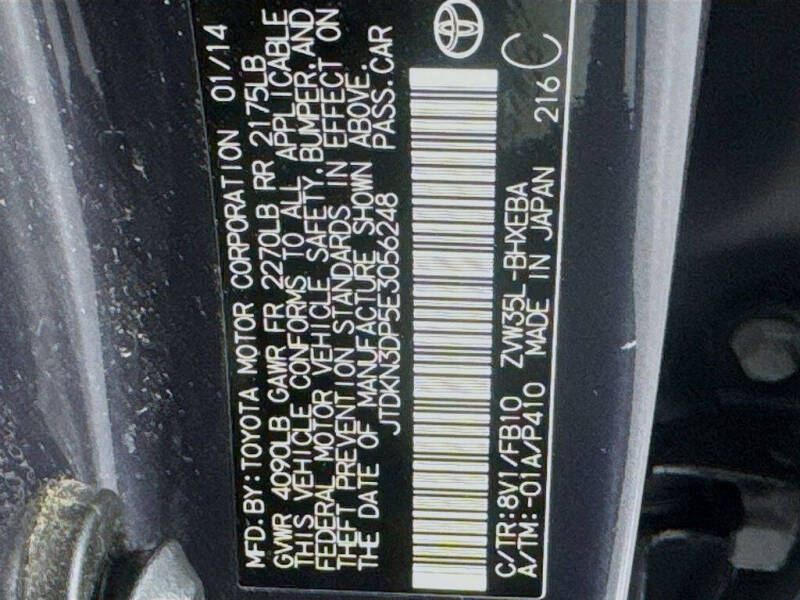 MFD.BY:TOYOTA MOTOR CORPORATION 01/14
GVWR 4090LB GAWR FR 2270LB RR 2175LB
THIS VEHICLE CONFORMS TO ALL APPLICABLE
FEDERAL MOTOR VEHICLE SAFETY,BUMPER,AND
THEFT PREVENTION STANDARDS IN EFFECT ON
THE DATE OF MANUFACTURE SHOWN ABOVE.
JTDKN3DP5E3056248 PASS.CAR
C/TR:8V1/FB10 ZVW35L-BHXEBA
A/TM:-01A/P410 MADE IN JAPAN 216 C